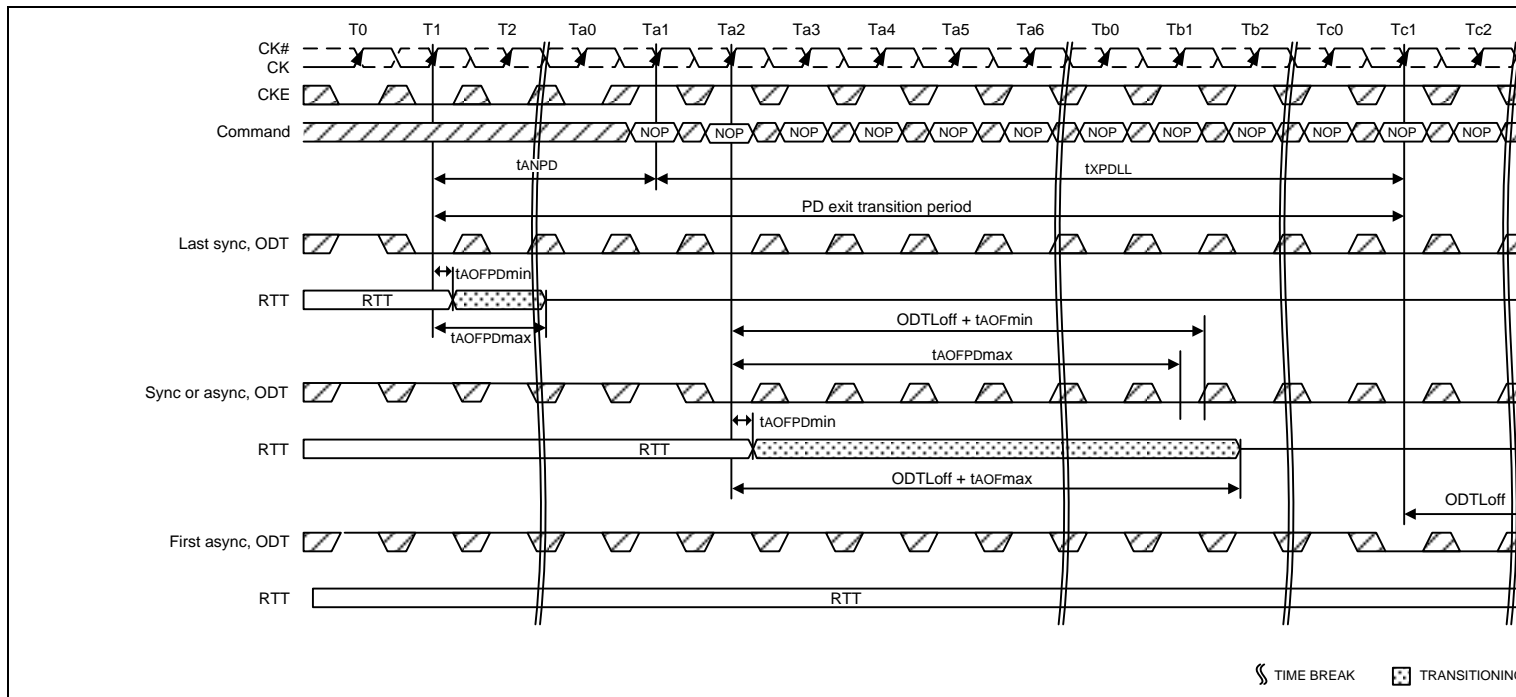 T0 T1 T2 Ta0 Ta1 Ta2 Ta3 Ta4 Ta5 Ta6 Tb0 Tb1 Tb2 Tc0 Tc1 Tc2
CK#
CK
CKE
Command NOP NOP NOP NOP NOP NOP NOP NOP NOP NOP NOP NOP
tANPD tXPDLL
PD exit transition period
Last sync, ODT
tAOFPDmin
RTT RTT
ODTLoff + tAOFmin
tAOFPDmax
tAOFPDmax
Sync or async, ODT
tAOFPDmin
RTT RTT
ODTLoff + tAOFmax
ODTLoff
First async, ODT
RTT RTT
TIME BREAK TRANSITIONING